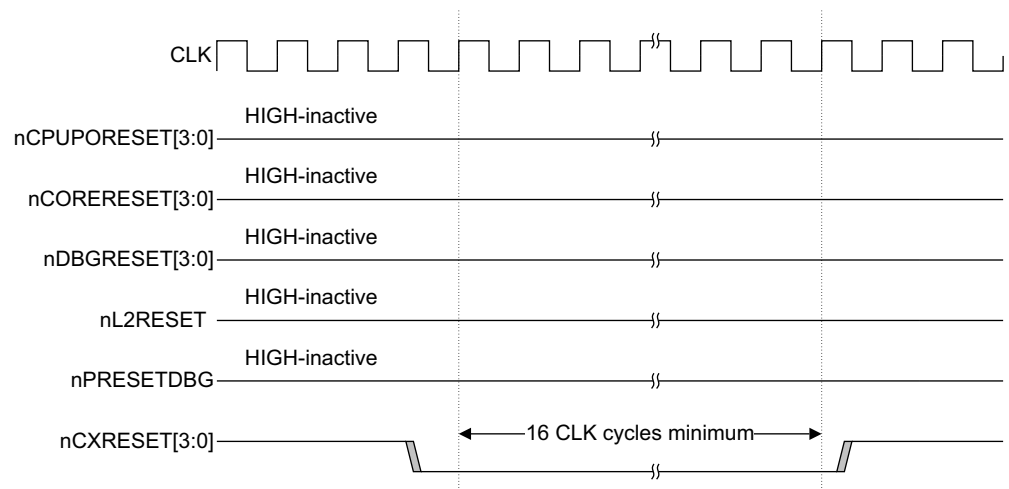 CLK
HIGH-inactive
nCPUPORESET[3:0]
HIGH-inactive
nCORERESET[3:0]
HIGH-inactive
nDBGRESET[3:0]
HIGH-inactive
nL2RESET
HIGH-inactive
nPRESETDBG
nCXRESET[3:0]
16 CLK cycles minimum